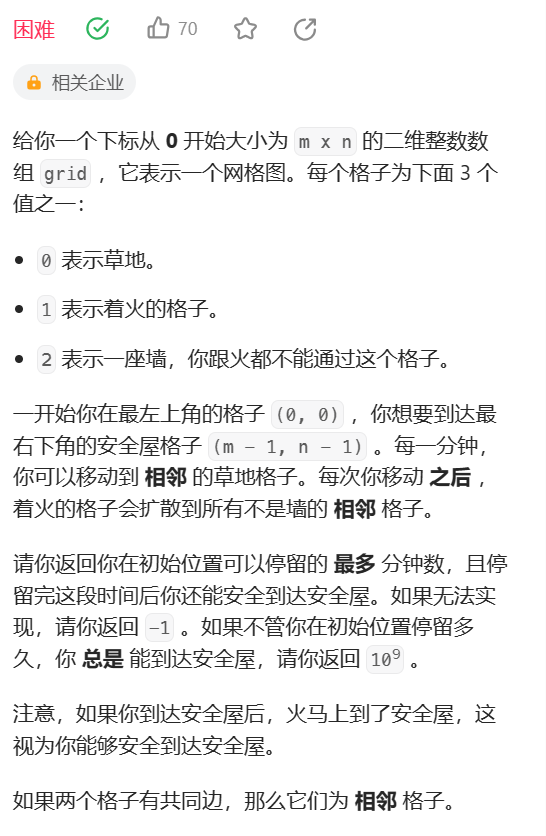 困难 70
相关企业
给你一个下标从 0 开始大小为 m x n 的二维整数数
组 grid ，它表示一个网格图。每个格子为下面 3 个
值之一：
0 表示草地。
1 表示着火的格子。
2 表示一座墙，你跟火都不能通过这个格子。
一开始你在最左上角的格子 (0, 0) ，你想要到达最
右下角的安全屋格子 (m - 1, n - 1) 。每一分钟，
你可以移动到 相邻 的草地格子。每次你移动 之后 ，
着火的格子会扩散到所有不是墙的 相邻 格子。
请你返回你在初始位置可以停留的 最多 分钟数，且停
留完这段时间后你还能安全到达安全屋。如果无法实
现，请你返回 -1 。如果不管你在初始位置停留多
久，你 总是 能到达安全屋，请你返回 10⁹ 。
注意，如果你到达安全屋后，火马上到了安全屋，这
视为你能够安全到达安全屋。
如果两个格子有共同边，那么它们为 相邻 格子。